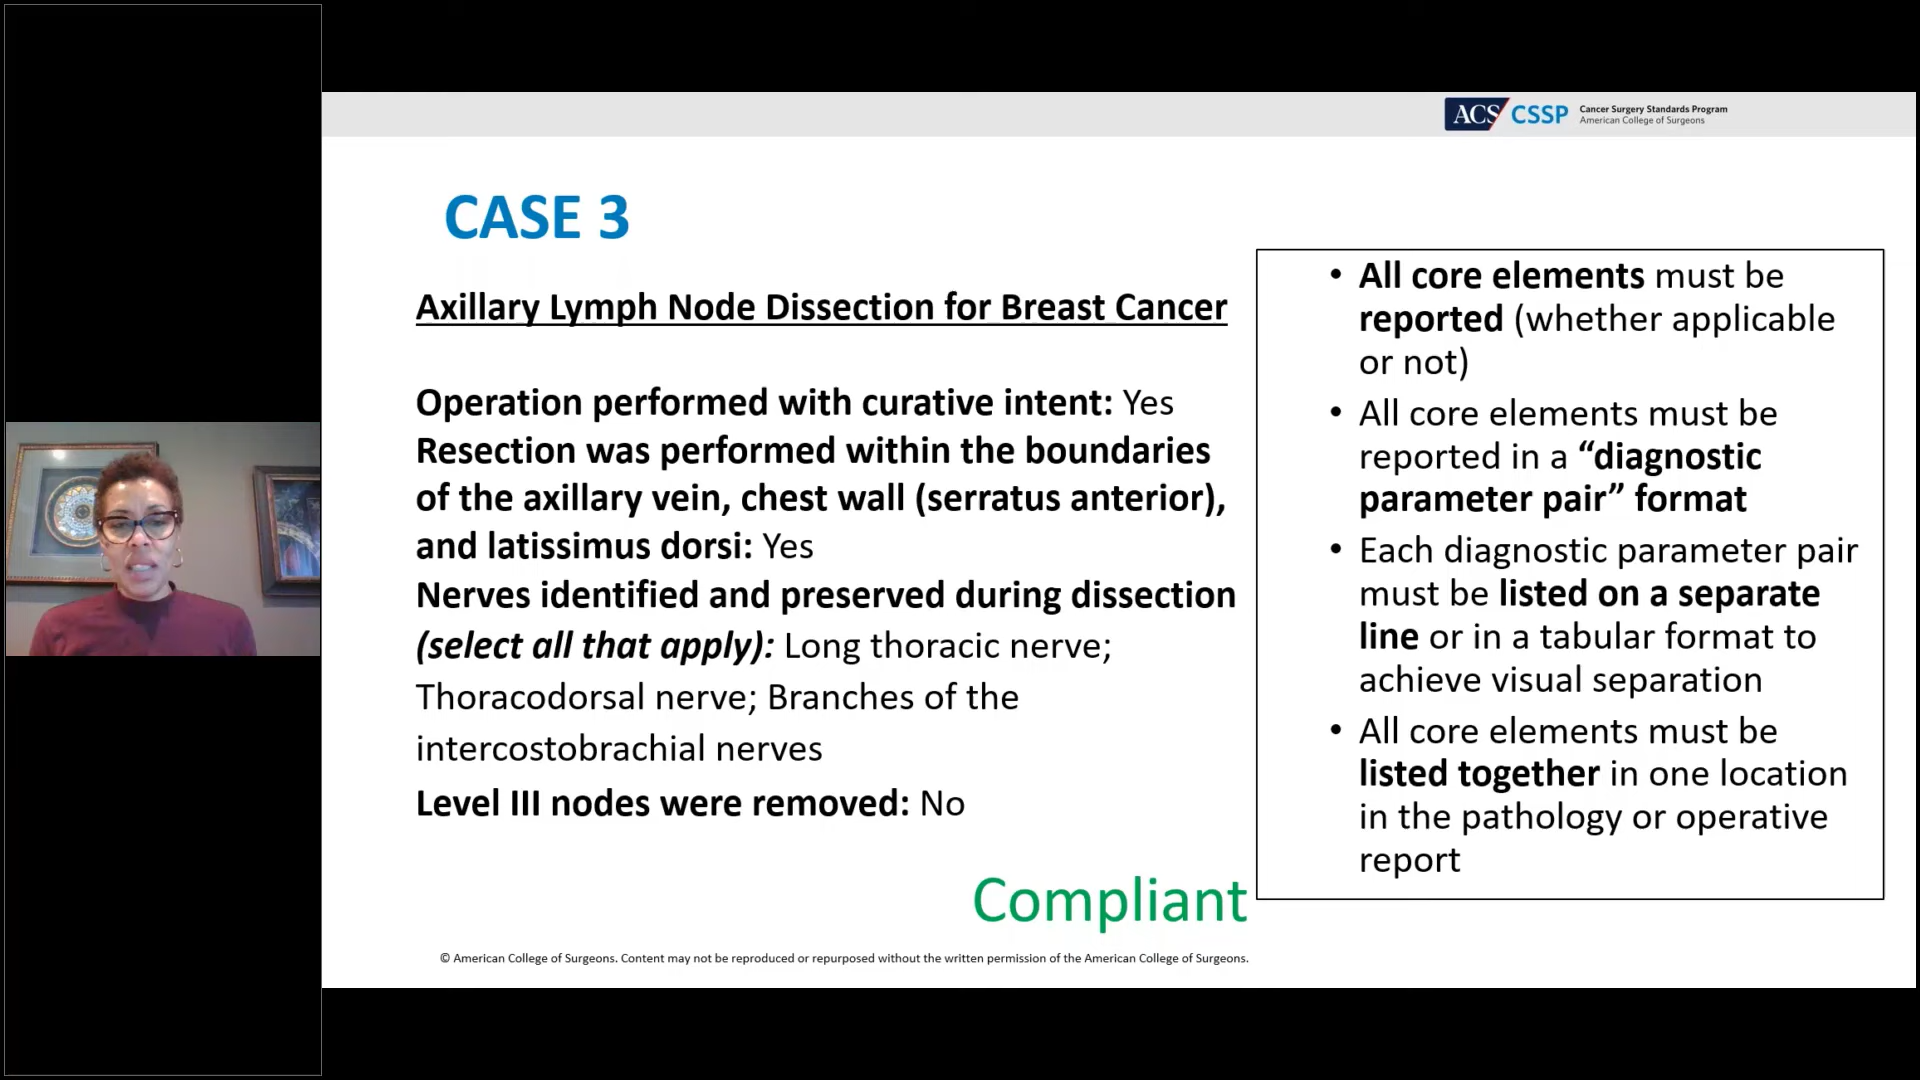 ACS CSSP Cancer Surgery Standards Program
American College of Surgeons
CASE 3
Axillary Lymph Node Dissection for Breast Cancer
Operation performed with curative intent: Yes
Resection was performed within the boundaries
of the axillary vein, chest wall (serratus anterior),
and latissimus dorsi: Yes
Nerves identified and preserved during dissection
(select all that apply): Long thoracic nerve;
Thoracodorsal nerve; Branches of the
intercostobrachial nerves
Level III nodes were removed: No
Compliant
• All core elements must be
reported (whether applicable
or not)
• All core elements must be
reported in a “diagnostic
parameter pair” format
• Each diagnostic parameter pair
must be listed on a separate
line or in a tabular format to
achieve visual separation
• All core elements must be
listed together in one location
in the pathology or operative
report
© American College of Surgeons. Content may not be reproduced or repurposed without the written permission of the American College of Surgeons.